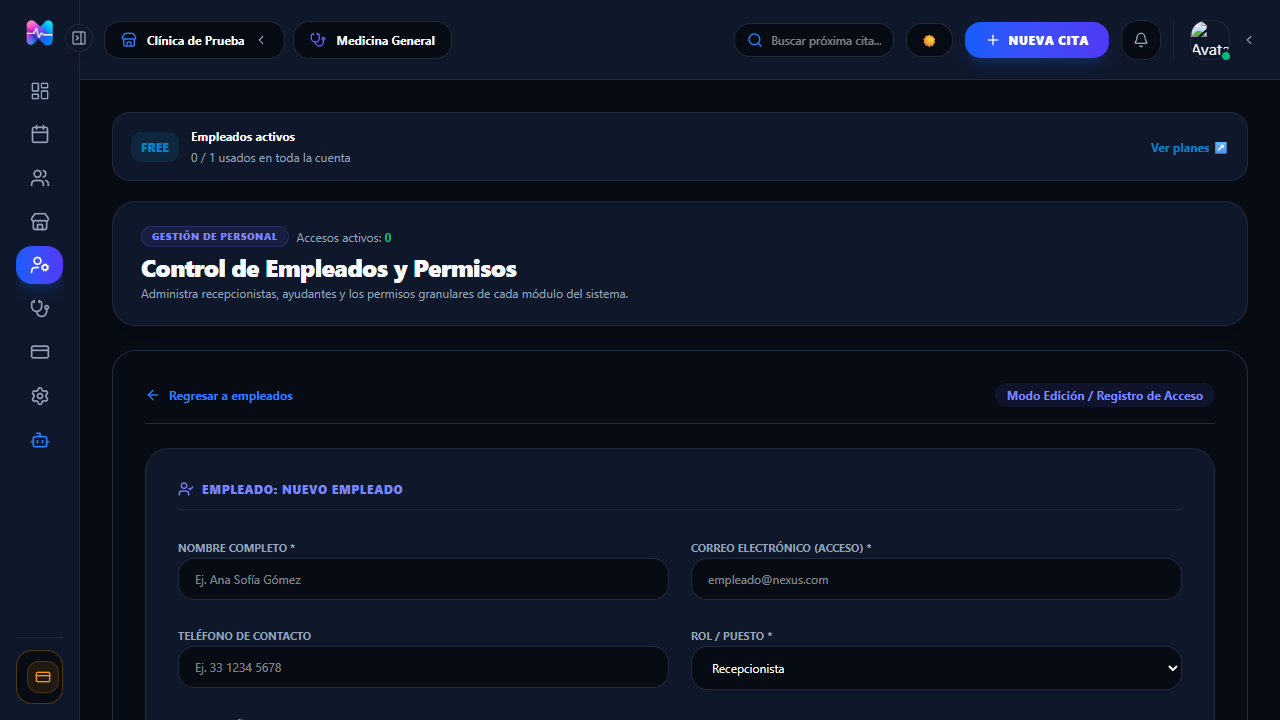 Clínica de Prueba
Medicina General
Buscar próxima cita...
NUEVA CITA
Avata
FREE
Empleados activos
0 / 1 usados en toda la cuenta
Ver planes
GESTIÓN DE PERSONAL
Accesos activos: 0
Control de Empleados y Permisos
Administra recepcionistas, ayudantes y los permisos granulares de cada módulo del sistema.
Regresar a empleados
Modo Edición / Registro de Acceso
EMPLEADO: NUEVO EMPLEADO
NOMBRE COMPLETO *
CORREO ELECTRÓNICO (ACCESO) *
Ej. Ana Sofía Gómez
empleado@nexus.com
TELÉFONO DE CONTACTO
ROL / PUESTO *
Ej. 33 1234 5678
Recepcionista